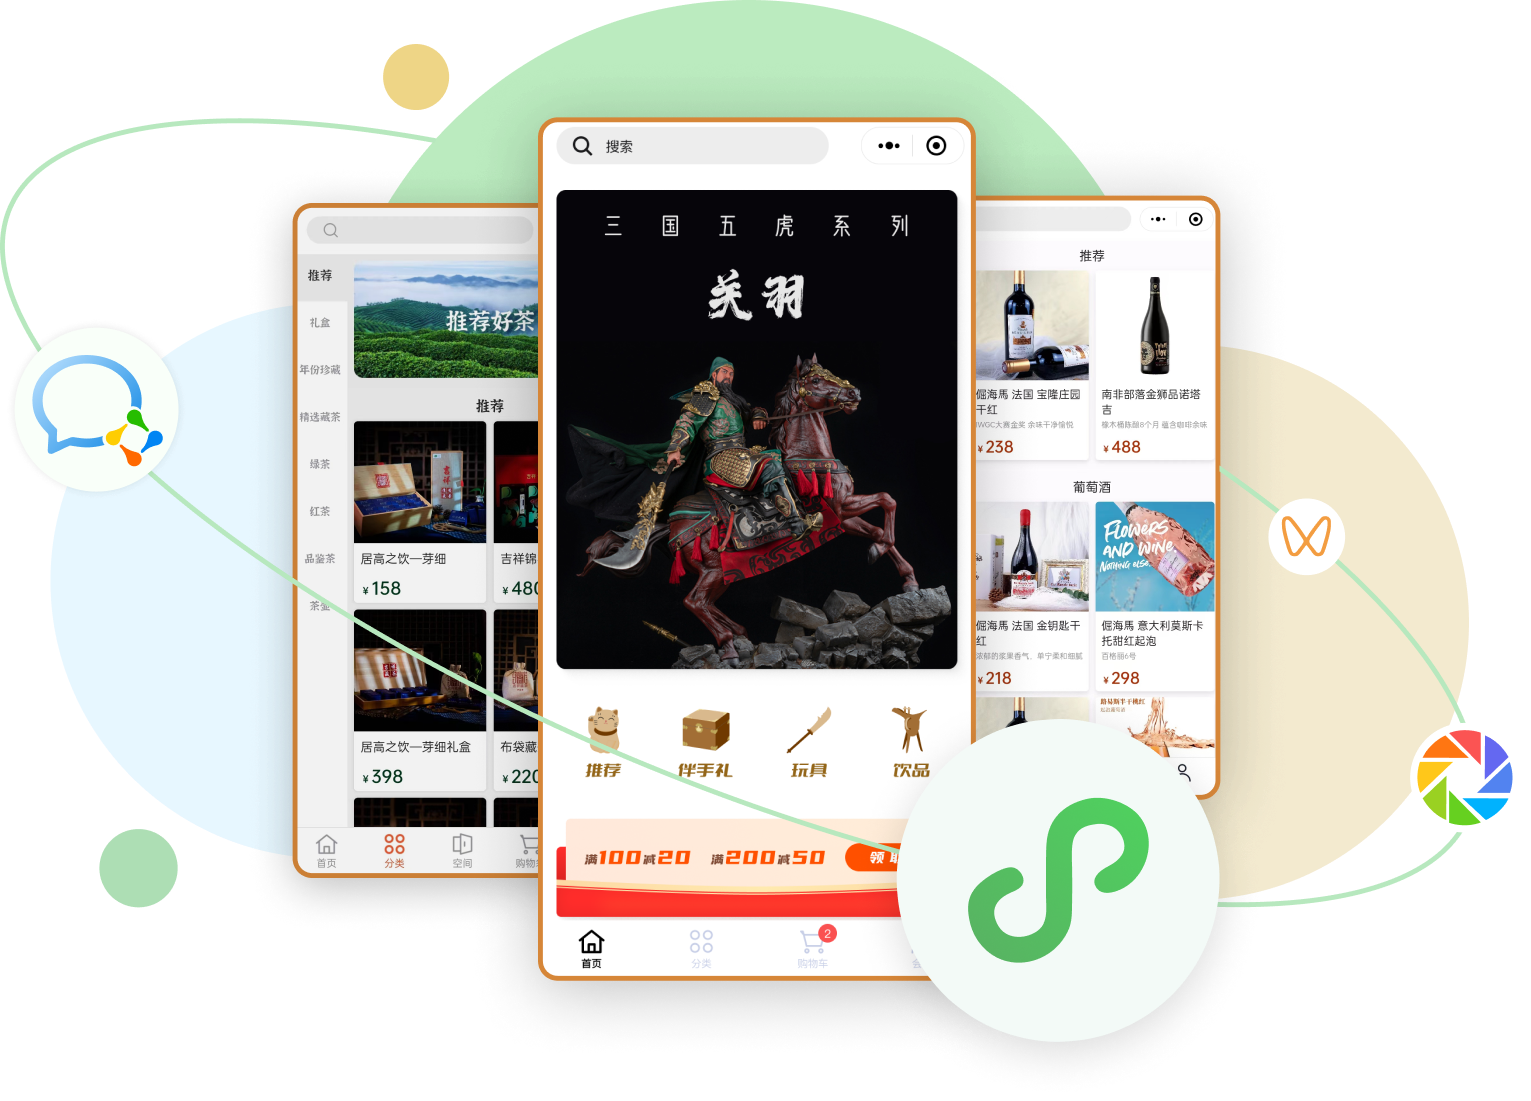 搜索
三国五虎系列
关羽
推荐
伴手礼
玩具
饮品
满100减20
满200减50
领
首页
分类
购物车
2
推荐
礼盒
年份珍藏
精选藏茶
绿茶
红茶
品鉴茶
推荐好茶
推荐
居高之饮—芽细
¥158
吉祥锦
¥480
居高之饮—芽细礼盒
¥398
布袋藏
¥220
首页
分类
空间
购物车
推荐
倔海馬 法国 宝隆庄园
干红
IWGC大赛金奖 余味干净愉悦
¥238
南非部落金狮品诺塔
吉
橡木桶陈酿8个月 蕴含咖啡余味
¥488
葡萄酒
FLOWERS
AND WINE
NOTHING ELSE.
倔海馬 法国 金钥匙干
红
浓郁的浆果香气、单宁柔和细腻
¥218
倔海馬 意大利莫斯卡
托甜红起泡
百格丽6号
¥298
路易斯半干桃红